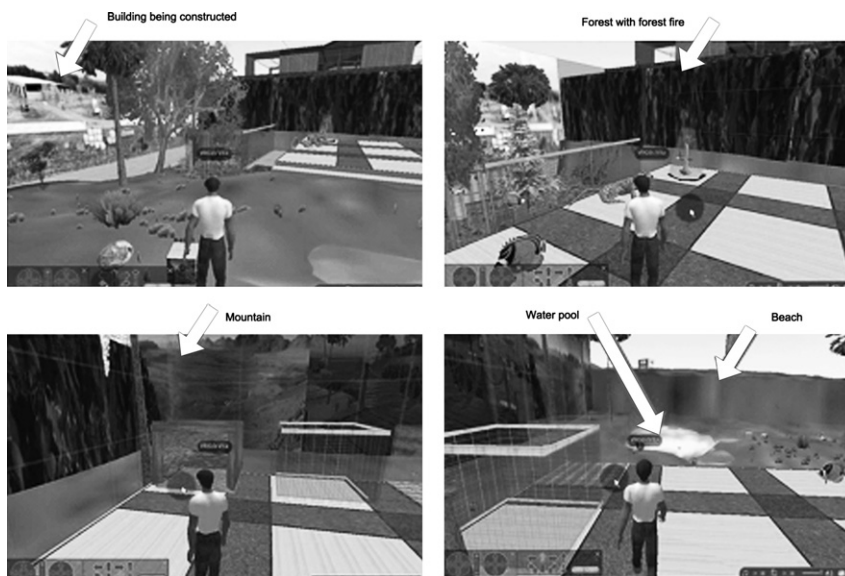 Building being constructed
Forest with forest fire
Mountain
Water pool
Beach